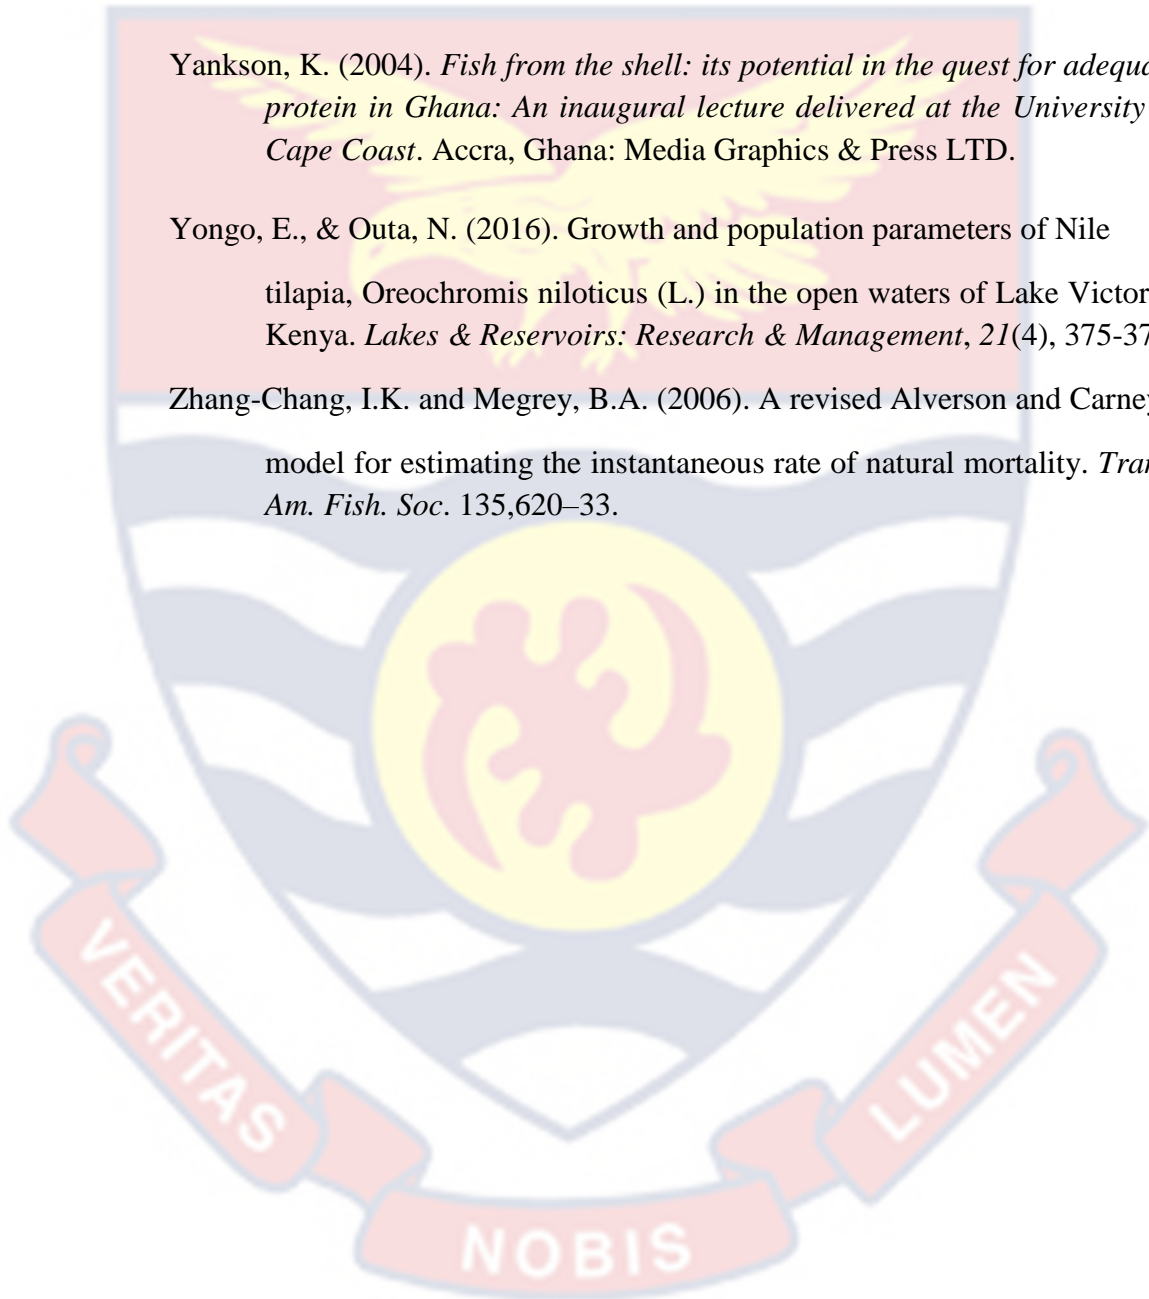 Yankson, K. (2004). Fish from the shell: its potential in the quest for adequa
protein in Ghana: An inaugural lecture delivered at the University
Cape Coast. Accra, Ghana: Media Graphics & Press LTD.
Yongo, E., & Outa, N. (2016). Growth and population parameters of Nile
tilapia, Oreochromis niloticus (L.) in the open waters of Lake Victor
Kenya. Lakes & Reservoirs: Research & Management, 21(4), 375-37
Zhang-Chang, I.K. and Megrey, B.A. (2006). A revised Alverson and Carney
model for estimating the instantaneous rate of natural mortality. Tran
Am. Fish. Soc. 135,620–33.
VERITAS
NOBIS
LUMEN